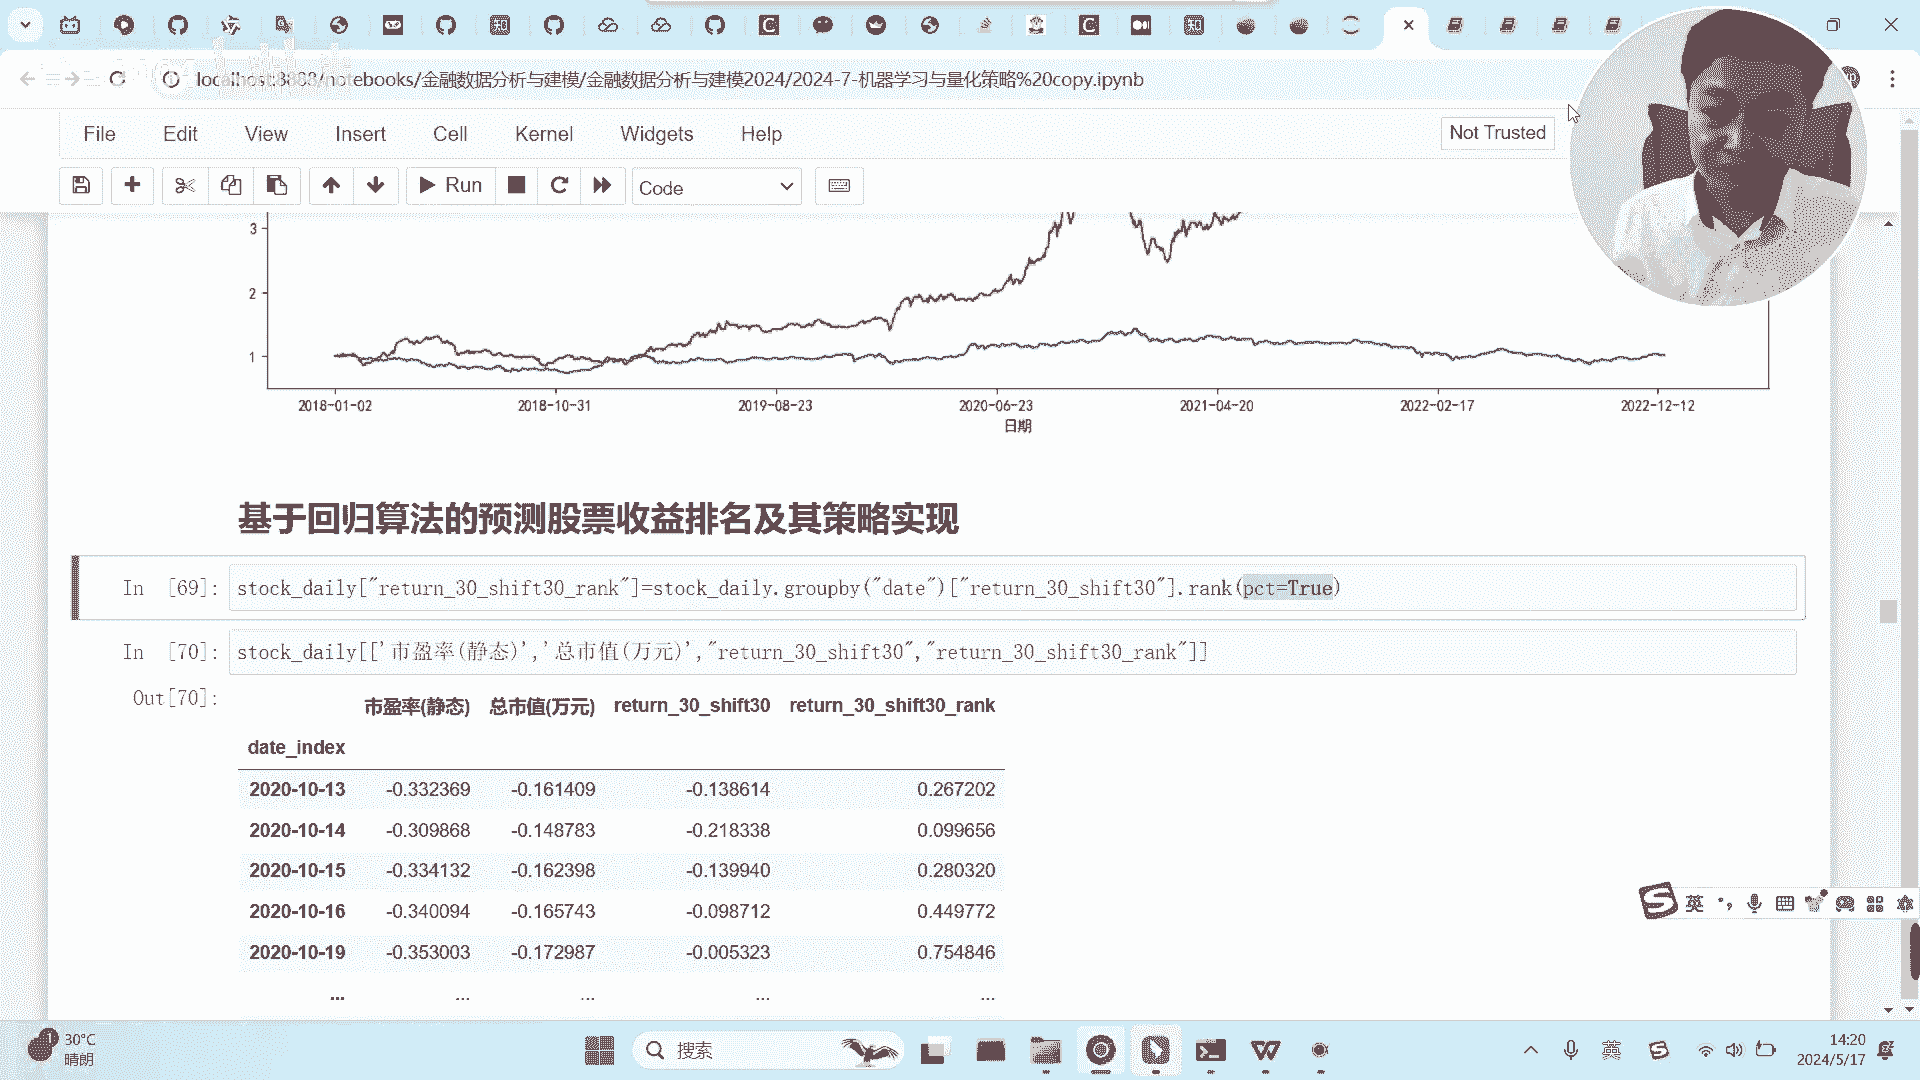 localhost:8888/notebooks/金融数据分析与建模/金融数据分析与建模2024/2024-7-机器学习与量化策略%20copy.ipynb
File Edit View Insert Cell Kernel Widgets Help
Not Trusted
Run
Code
3
2
1
2018-01-02 2018-10-31 2019-08-23 2020-06-23 2021-04-20 2022-02-17 2022-12-12
日期
基于回归算法的预测股票收益排名及其策略实现
In [69]: stock_daily["return_30_shift30_rank"]=stock_daily.groupby("date")["return_30_shift30"].rank(pct=True)
In [70]: stock_daily[['市盈率(静态)','总市值(万元)',"return_30_shift30","return_30_shift30_rank"]]
Out[70]:
市盈率(静态) 总市值(万元) return_30_shift30 return_30_shift30_rank
date_index
2020-10-13 -0.332369 -0.161409 -0.138614 0.267202
2020-10-14 -0.309868 -0.148783 -0.218338 0.099656
2020-10-15 -0.334132 -0.162398 -0.139940 0.280320
2020-10-16 -0.340094 -0.165743 -0.098712 0.449772
2020-10-19 -0.353003 -0.172987 -0.005323 0.754846
... ... ... ... ...
英
30°C
晴朗
搜索
英
14:20
2024/5/17